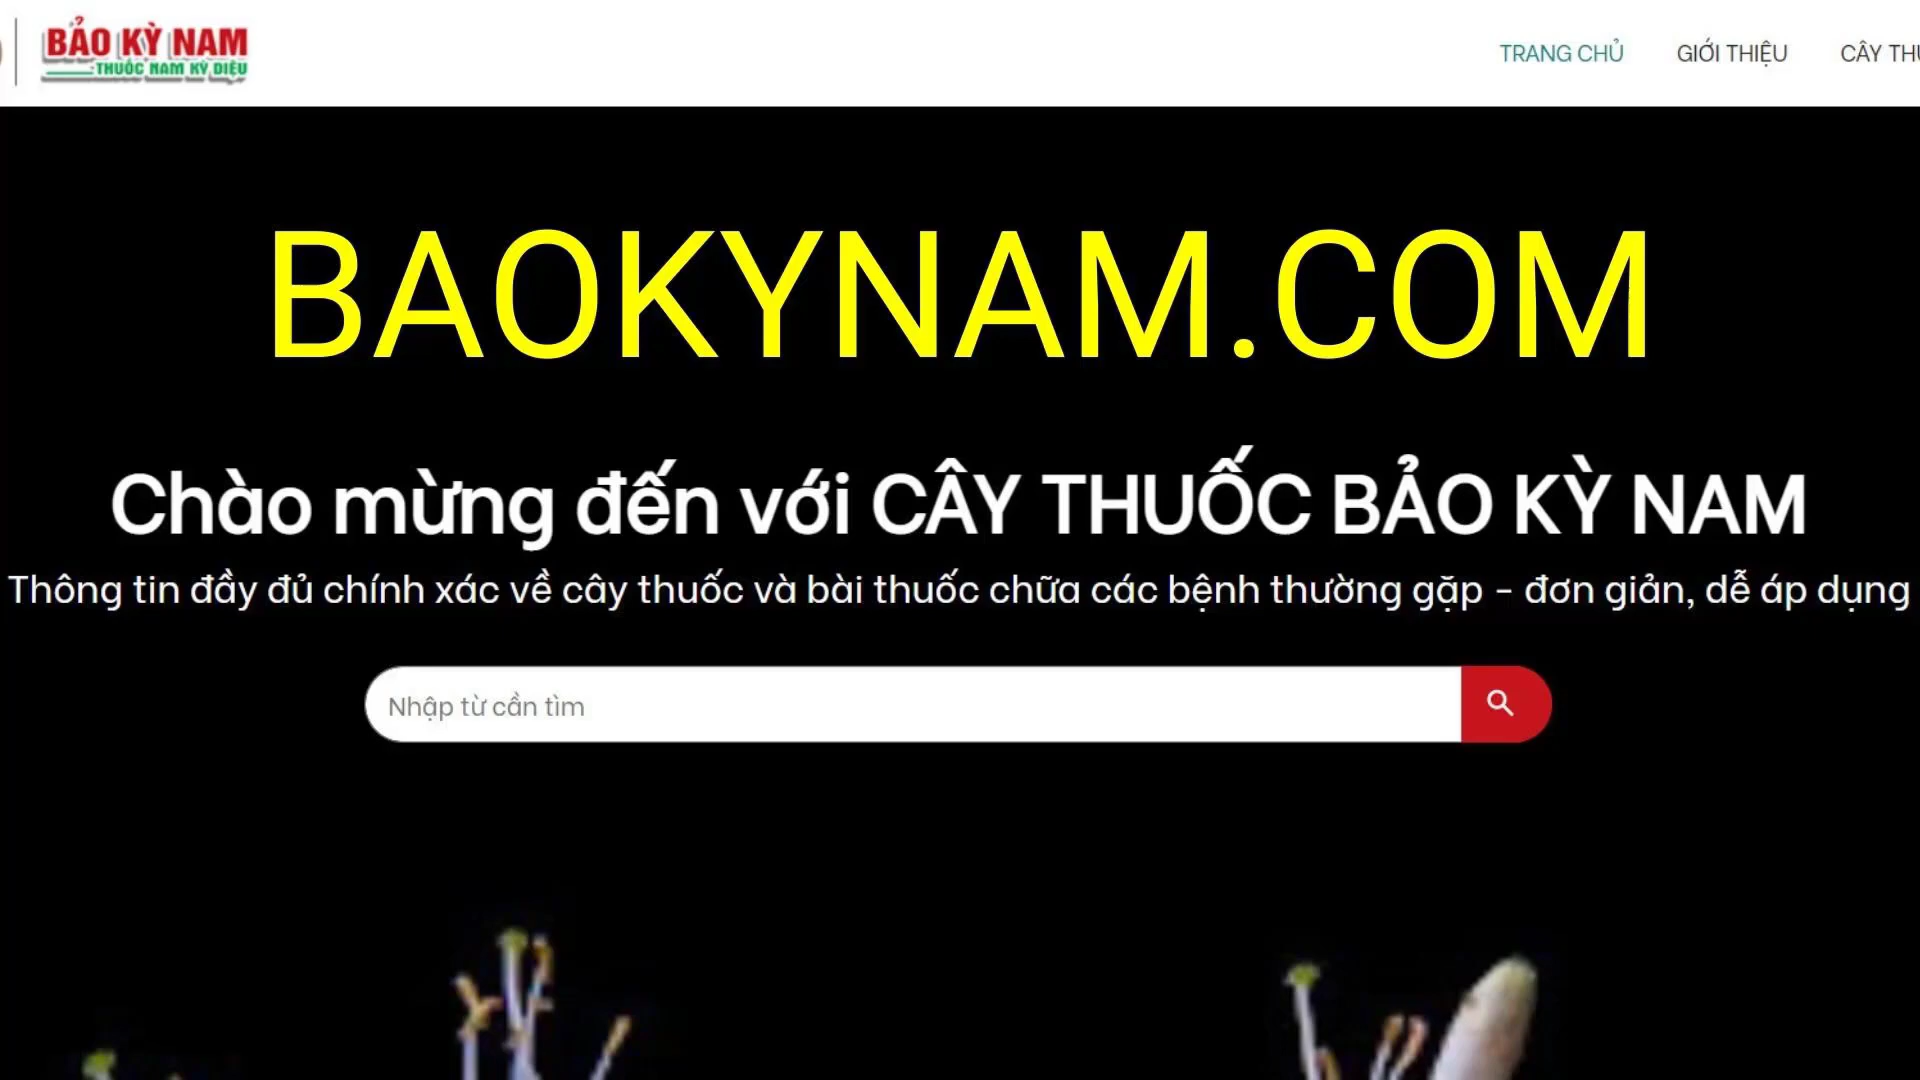 BẢO KỲ NAM
THUỐC NAM KỲ DIỆU
TRANG CHỦ GIỚI THIỆU CÂY
BAOKYNAM.COM
Chào mừng đến với CÂY THUỐC BẢO KỲ NAM
Thông tin đầy đủ chính xác về cây thuốc và bài thuốc chữa các bệnh thường gặp - đơn giản, dễ áp dụng
Nhập từ cần tìm